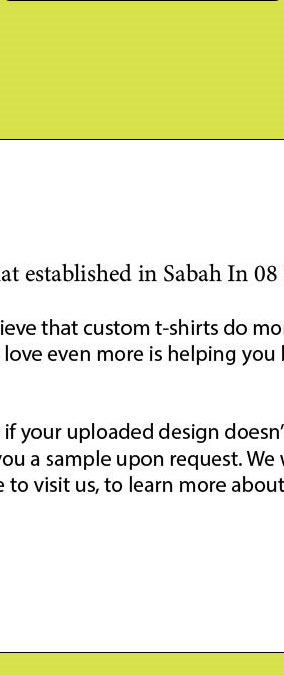 at established in Sabah In 08
ieve that custom t-shirts do mo
love even more is helping you
if your uploaded design doesn'
you a sample upon request. We
e to visit us, to learn more about